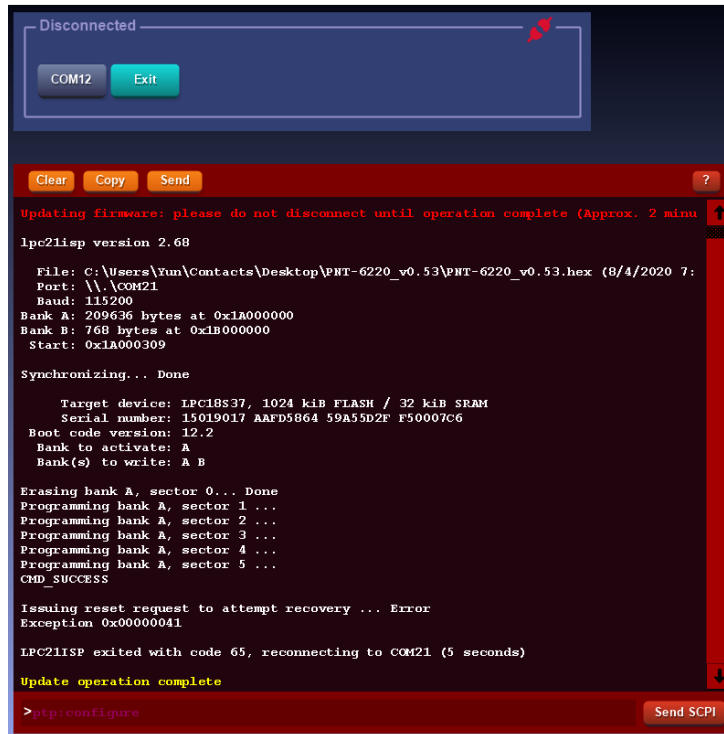 Disconnected
COM12 Exit
Clear Copy Send ?
Updating firmware: please do not disconnect until operation complete (Approx. 2 minu
lpc21isp version 2.68
File: C:\Users\Yun\Contacts\Desktop\PNT-6220_v0.53\PNT-6220_v0.53.hex (8/4/2020 7:
Port: \\.\COM21
Baud: 115200
Bank A: 209636 bytes at 0x1A000000
Bank B: 768 bytes at 0x1B000000
Start: 0x1A000309
Synchronizing... Done
Target device: LPC18S37, 1024 kiB FLASH / 32 kiB SRAM
Serial number: 15019017 AAFD5864 59A55D2F F50007C6
Boot code version: 12.2
Bank to activate: A
Bank(s) to write: A B
Erasing bank A, sector 0... Done
Programming bank A, sector 1 ...
Programming bank A, sector 2 ...
Programming bank A, sector 3 ...
Programming bank A, sector 4 ...
Programming bank A, sector 5 ...
CMD_SUCCESS
Issuing reset request to attempt recovery ... Error
Exception 0x00000041
LPC21ISP exited with code 65, reconnecting to COM21 (5 seconds)
Update operation complete
>ptp:configure Send SCPI